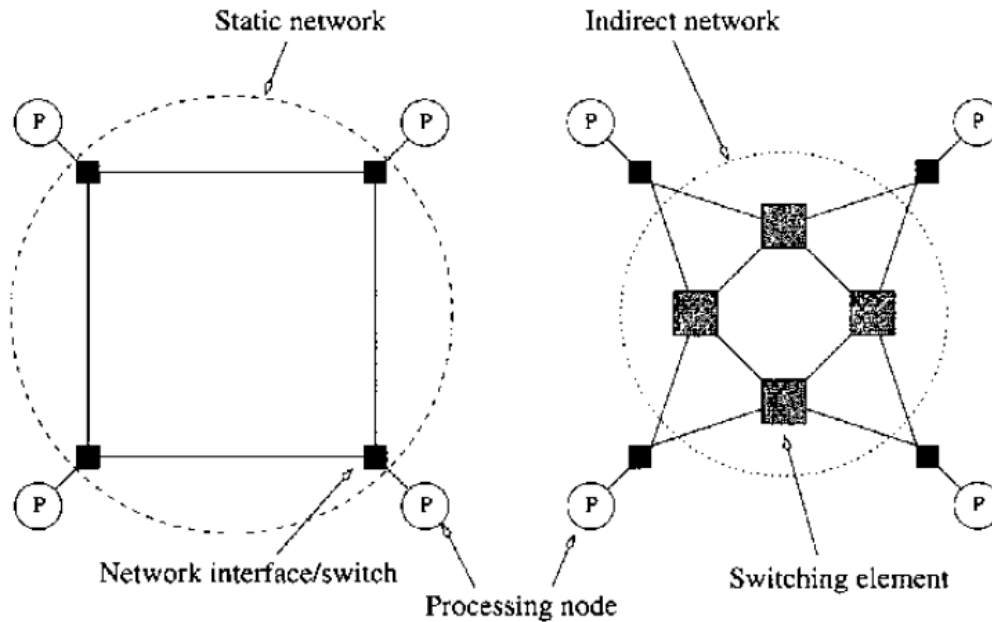 Static network
Indirect network
P
P
P
P
P
P
P
P
Network interface/switch
Processing node
Switching element